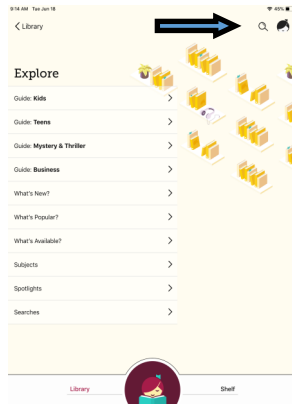 9:14 AM Tue Jan 18
45%
Library
Explore
Guide: Kids
Guide: Teens
Guide: Mystery & Thriller
Guide: Business
What's New?
What's Popular?
What's Available?
Subjects
Spotlights
Searches
Library
Shelf